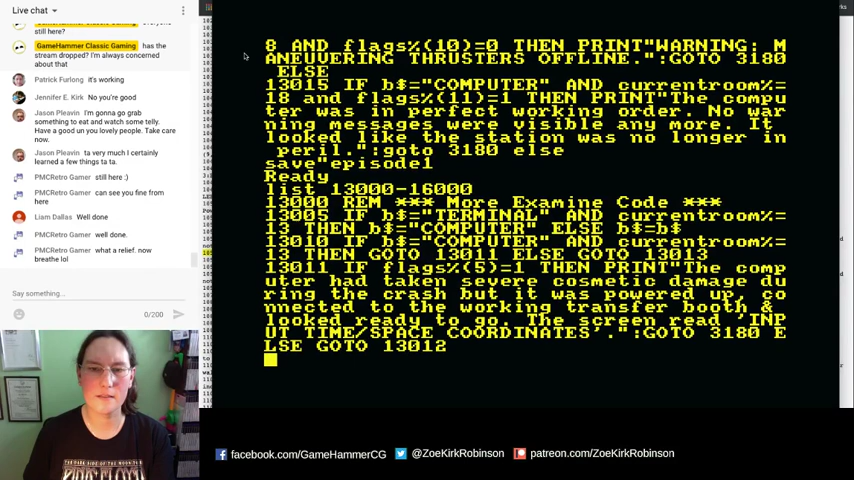 Live chat
GameHammer Classic Gaming
still here?
GameHammer Classic Gaming has the
stream dropped? I'm always concerned
about that
Patrick Furlong it's working
Jennifer E. Kirk No you're good
Jason Pleavin I'm gonna grab
something to eat and watch some telly.
Have a good un you lovely people. Take care
now.
Jason Pleavin ta very much I certainly
learned a few things ta ta.
PMCRetro Gamer still here :)
PMCRetro Gamer can see you fine from
here
Liam Dallas Well done
PMCRetro Gamer well done.
PMCRetro Gamer what a relief. now
breathe lol
Say something...
0/200
8 AND flags%(10)=0 THEN PRINT"WARNING: M
ANEUVERING THRUSTERS OFFLINE.":GOTO 3180
ELSE
13015 IF b$="COMPUTER" AND currentroom%=
18 and flags%(11)=1 THEN PRINT"The compu
ter was in perfect working order. No war
ning messages were visible any more. It
looked like the station was no longer in
peril.":goto 3180 else
save"episode1
Ready
list 13000-16000
13000 REM *** More Examine Code ***
13005 IF b$="TERMINAL" AND currentroom%=
13 THEN b$="COMPUTER" ELSE b$=b$
13010 IF b$="COMPUTER" AND currentroom%=
13 THEN GOTO 13011 ELSE GOTO 13013
13011 IF flags%(5)=1 THEN PRINT"The comp
uter had taken severe cosmetic damage du
ring the crash but it was powered up, co
nnected to the working transfer booth &
looked ready to go. The screen read 'INP
UT TIME/SPACE COORDINATES'.":GOTO 3180 E
LSE GOTO 13012
facebook.com/GameHammerCG
@ZoeKirkRobinson
patreon.com/ZoeKirkRobinson